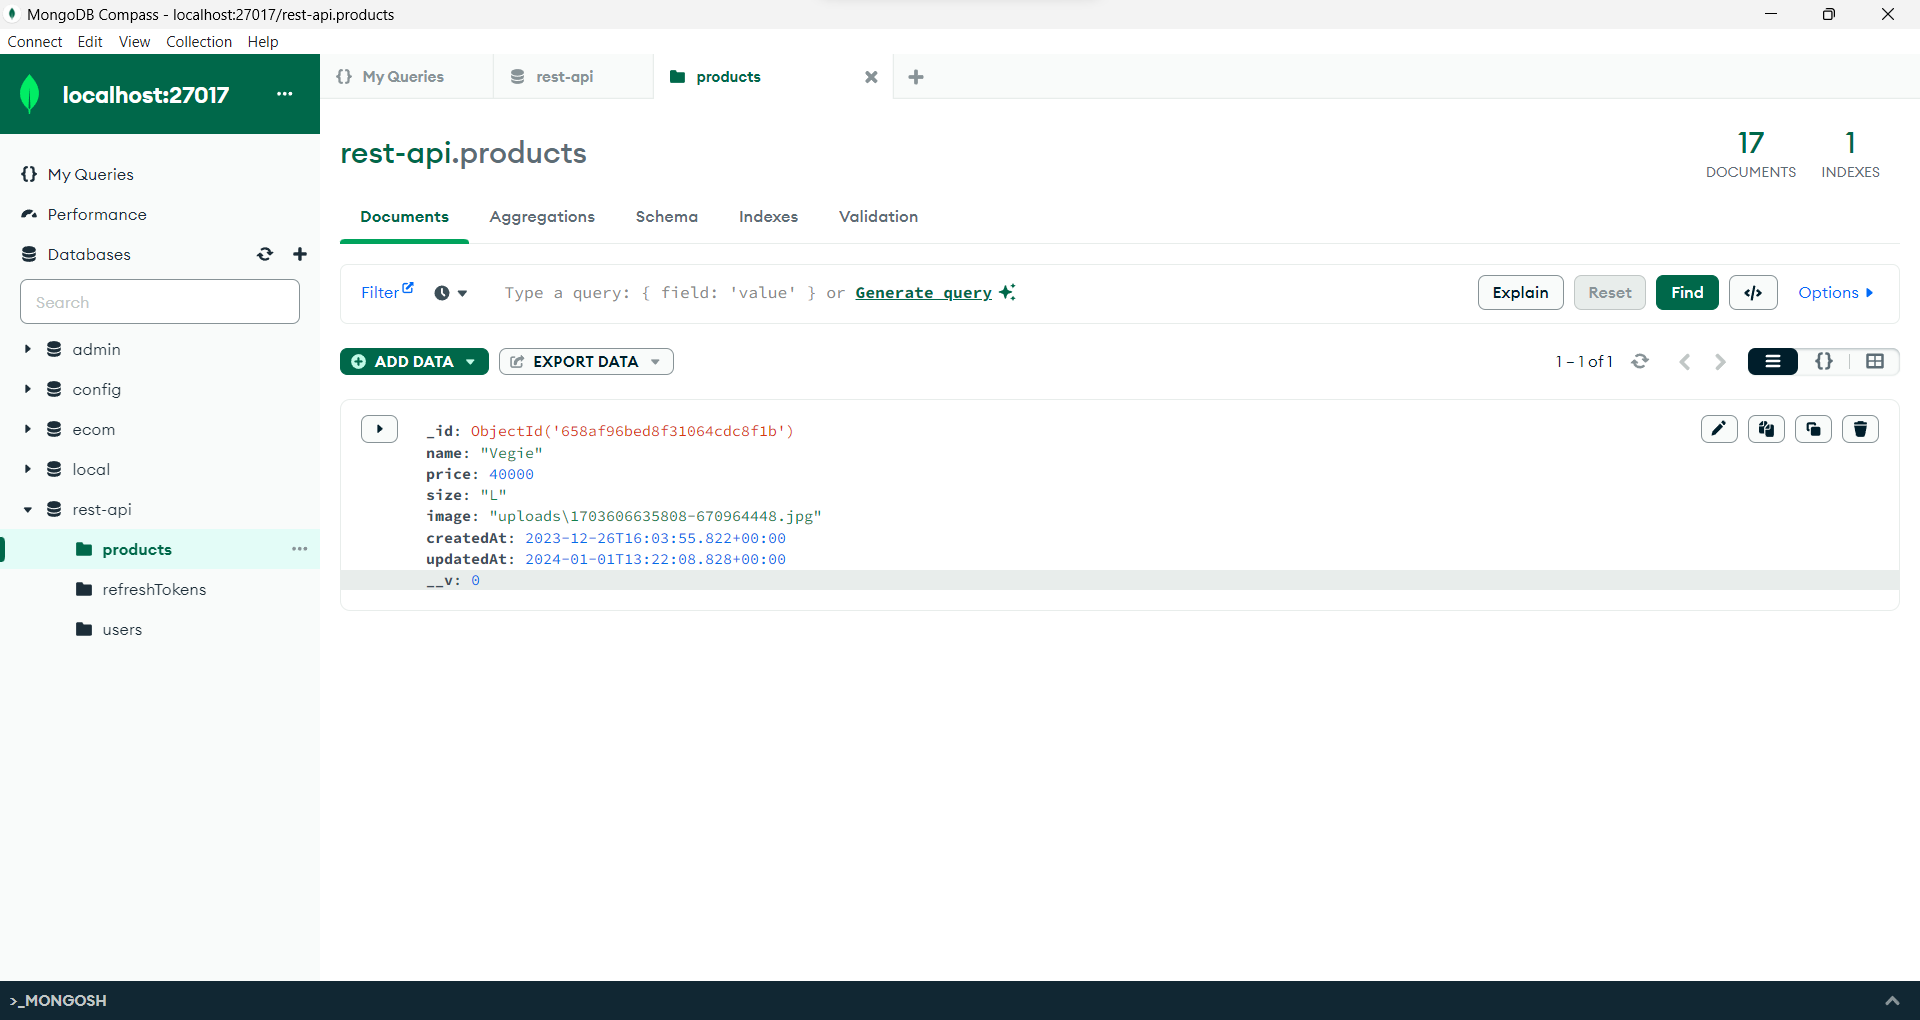 MongoDB Compass - localhost:27017/rest-api.products
Connect Edit View Collection Help
localhost:27017 ...
{} My Queries
rest-api
products
My Queries
Performance
Databases
Search
admin
config
ecom
local
rest-api
products ...
refreshTokens
users
rest-api.products
17
DOCUMENTS
1
INDEXES
Documents Aggregations Schema Indexes Validation
Filter Type a query: { field: 'value' } or Generate query Explain Reset Find </> Options
ADD DATA EXPORT DATA 1 – 1 of 1 {}
_id: ObjectId('658af96bed8f31064cdc8f1b')
name: "Vegie"
price: 40000
size: "L"
image: "uploads\1703606635808-670964448.jpg"
createdAt: 2023-12-26T16:03:55.822+00:00
updatedAt: 2024-01-01T13:22:08.828+00:00
__v: 0
>_MONGOSH